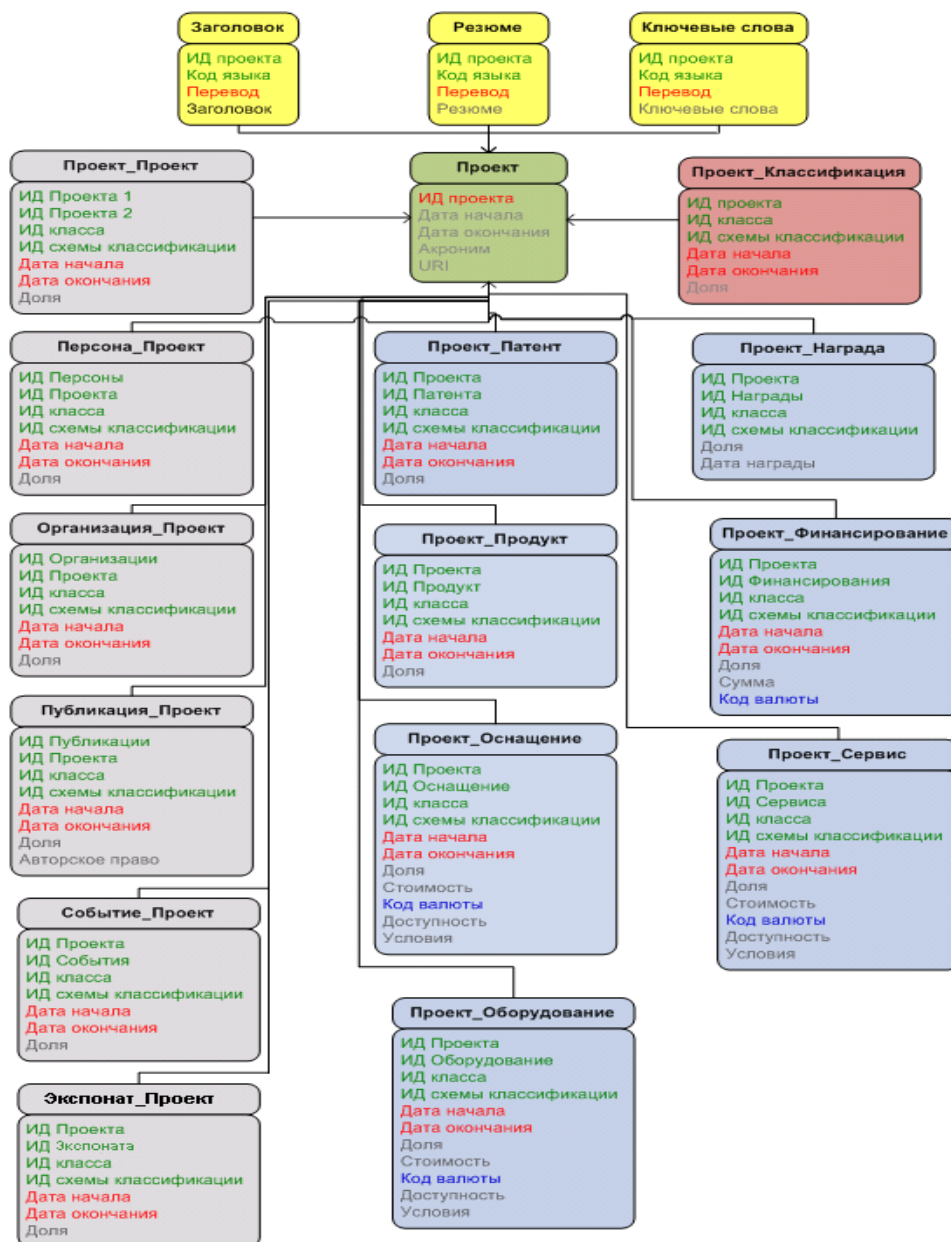 Заголовок
ИД проекта
Код языка
Перевод
Заголовок
Резюме
ИД проекта
Код языка
Перевод
Резюме
Ключевые слова
ИД проекта
Код языка
Перевод
Ключевые слова
Проект_Проект
ИД Проекта 1
ИД Проекта 2
ИД класса
ИД схемы классификации
Дата начала
Дата окончания
Доля
Проект
ИД проекта
Дата начала
Дата окончания
Акроним
URI
Проект_Классификация
ИД проекта
ИД класса
ИД схемы классификации
Дата начала
Дата окончания
Доля
Персона_Проект
ИД Персоны
ИД Проекта
ИД класса
ИД схемы классификации
Дата начала
Дата окончания
Доля
Проект_Патент
ИД Проекта
ИД Патента
ИД класса
ИД схемы классификации
Дата начала
Дата окончания
Доля
Проект_Награда
ИД Проекта
ИД Награды
ИД класса
ИД схемы классификации
Доля
Дата награды
Организация_Проект
ИД Организации
ИД Проекта
ИД класса
ИД схемы классификации
Дата начала
Дата окончания
Доля
Проект_Продукт
ИД Проекта
ИД Продукт
ИД класса
ИД схемы классификации
Дата начала
Дата окончания
Доля
Проект_Финансирование
ИД Проекта
ИД Финансирования
ИД класса
ИД схемы классификации
Дата начала
Дата окончания
Доля
Сумма
Код валюты
Публикация_Проект
ИД Публикации
ИД Проекта
ИД класса
ИД схемы классификации
Дата начала
Дата окончания
Доля
Авторское право
Проект_Оснащение
ИД Проекта
ИД Оснащение
ИД класса
ИД схемы классификации
Дата начала
Дата окончания
Доля
Стоимость
Код валюты
Доступность
Условия
Проект_Сервис
ИД Проекта
ИД Сервиса
ИД класса
ИД схемы классификации
Дата начала
Дата окончания
Доля
Стоимость
Код валюты
Доступность
Условия
Событие_Проект
ИД Проекта
ИД События
ИД класса
ИД схемы классификации
Дата начала
Дата окончания
Доля
Проект_Оборудование
ИД Проекта
ИД Оборудование
ИД класса
ИД схемы классификации
Дата начала
Дата окончания
Доля
Стоимость
Код валюты
Доступность
Условия
Экспонат_Проект
ИД Проекта
ИД Экспоната
ИД класса
ИД схемы классификации
Дата начала
Дата окончания
Доля